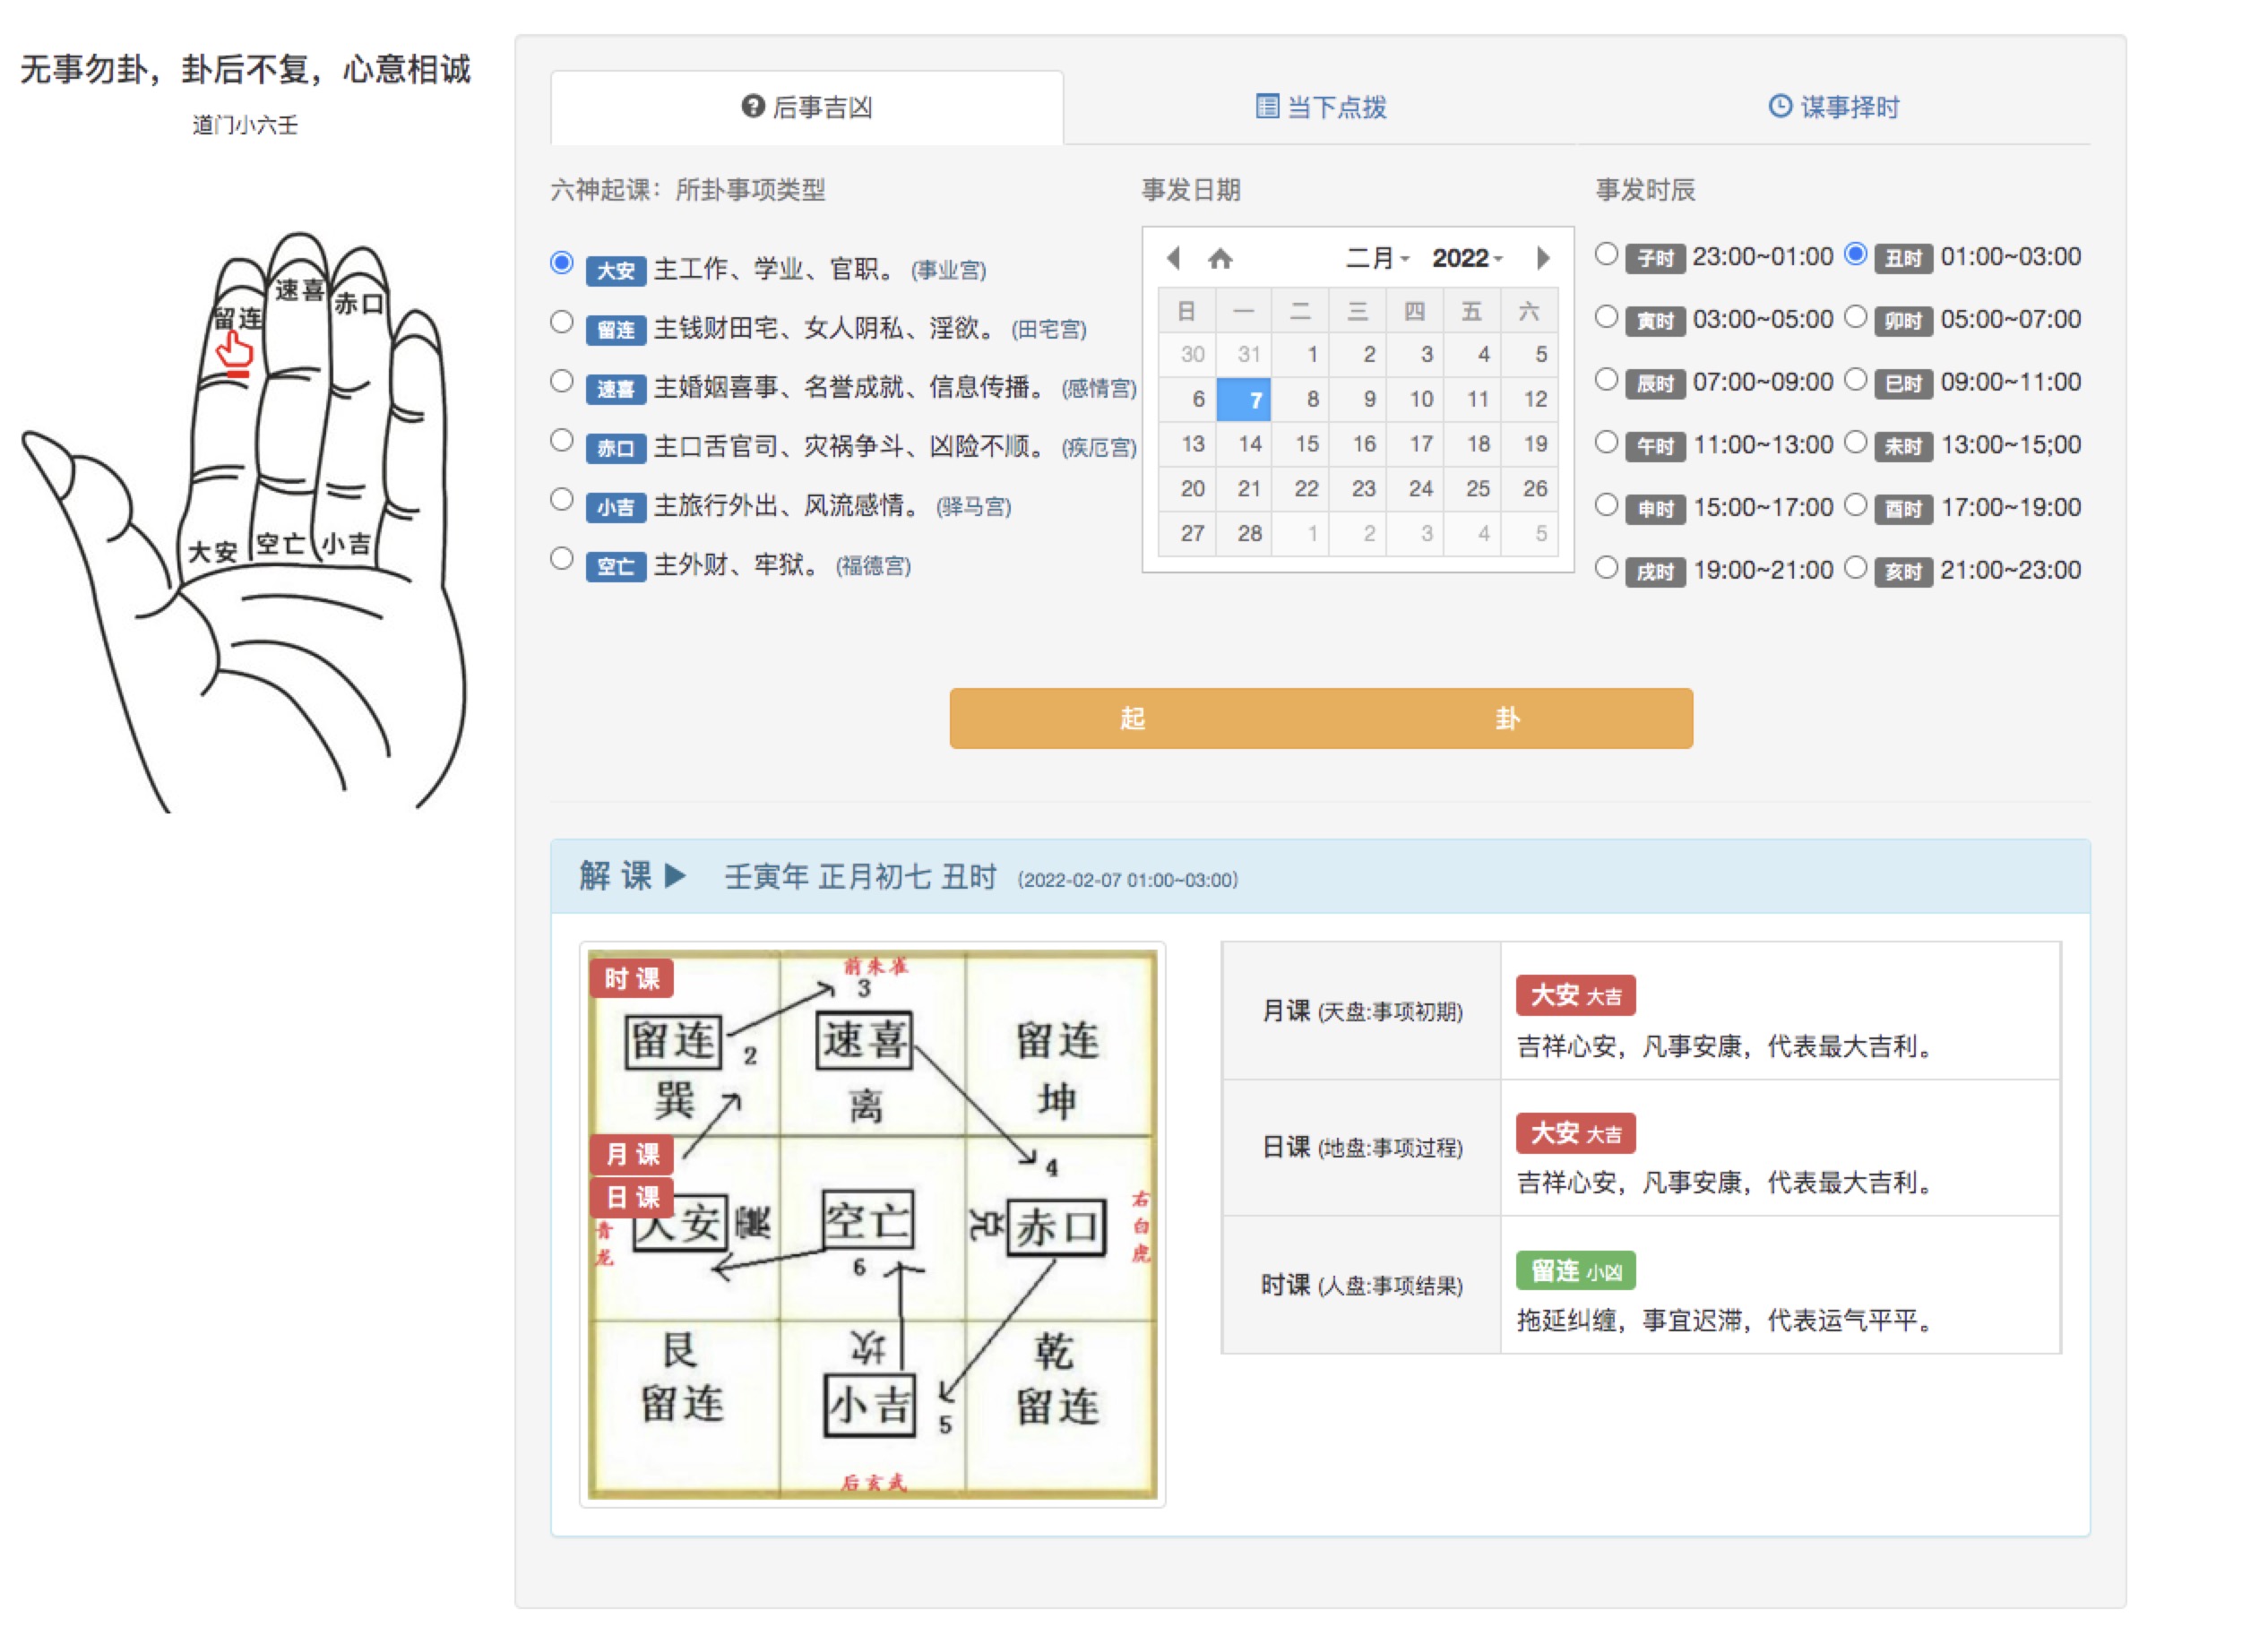 无事勿卦，卦后不复，心意相诚
道门小六壬
留连
速喜
赤口
大安
空亡
小吉
后事吉凶
当下点拨
谋事择时
六神起课：所卦事项类型
大安 主工作、学业、官职。 (事业宫)
留连 主钱财田宅、女人阴私、淫欲。 (田宅宫)
速喜 主婚姻喜事、名誉成就、信息传播。 (感情宫)
赤口 主口舌官司、灾祸争斗、凶险不顺。 (疾厄宫)
小吉 主旅行外出、风流感情。 (驿马宫)
空亡 主外财、牢狱。 (福德宫)
事发日期
二月 2022
日 一 二 三 四 五 六
30 31 1 2 3 4 5
6 7 8 9 10 11 12
13 14 15 16 17 18 19
20 21 22 23 24 25 26
27 28 1 2 3 4 5
事发时辰
子时 23:00~01:00 丑时 01:00~03:00
寅时 03:00~05:00 卯时 05:00~07:00
辰时 07:00~09:00 巳时 09:00~11:00
午时 11:00~13:00 未时 13:00~15;00
申时 15:00~17:00 酉时 17:00~19:00
戌时 19:00~21:00 亥时 21:00~23:00
起 卦
解 课 壬寅年 正月初七 丑时 (2022-02-07 01:00~03:00)
时 课
前朱雀
3
留连
2
速喜
留连
巽
离
坤
月 课
4
日 课
大安
震
空亡
兑
赤口
青龙
右白虎
6
艮
坎
乾
留连
小吉
留连
5
后玄武
月课 (天盘:事项初期)
大安 大吉
吉祥心安，凡事安康，代表最大吉利。
日课 (地盘:事项过程)
大安 大吉
吉祥心安，凡事安康，代表最大吉利。
时课 (人盘:事项结果)
留连 小凶
拖延纠缠，事宜迟滞，代表运气平平。